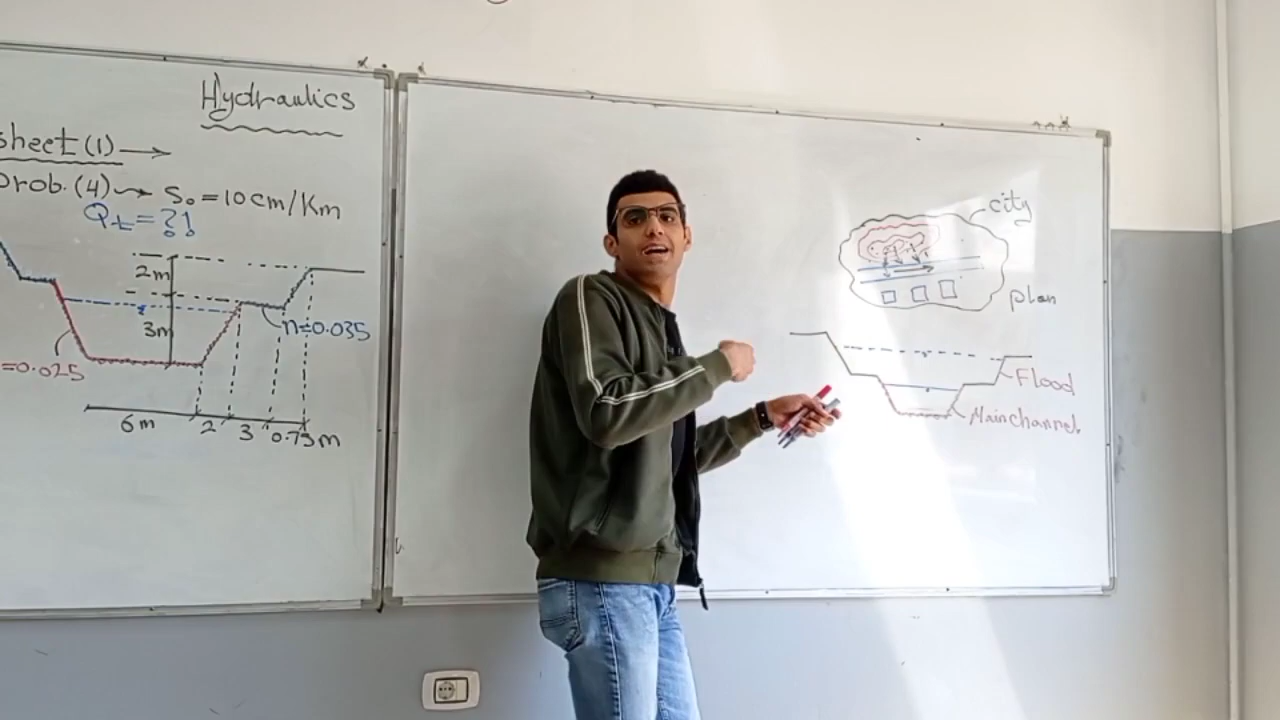 Hydraulics
Sheet (1)
Prob. (4) S₀ = 10 cm/Km
Qt = ?!
2m
3m
n=0.035
=0.025
6m 2 3 0.75m
city
plan
Flood
Main channel.